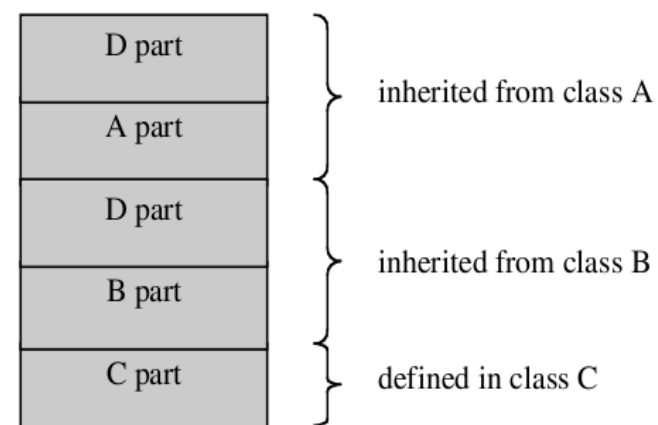 D part
inherited from class A
A part
D part
inherited from class B
B part
C part
defined in class C